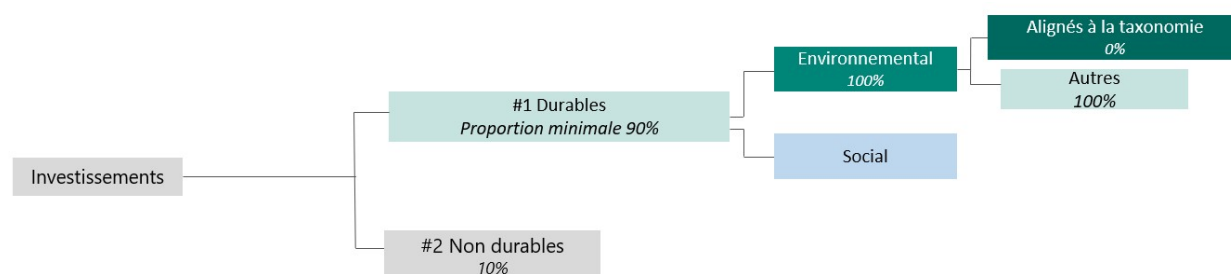 Investissements
#1 Durables
Proportion minimale 90%
#2 Non durables
10%
Environnemental
100%
Social
Alignés à la taxonomie
0%
Autres
100%